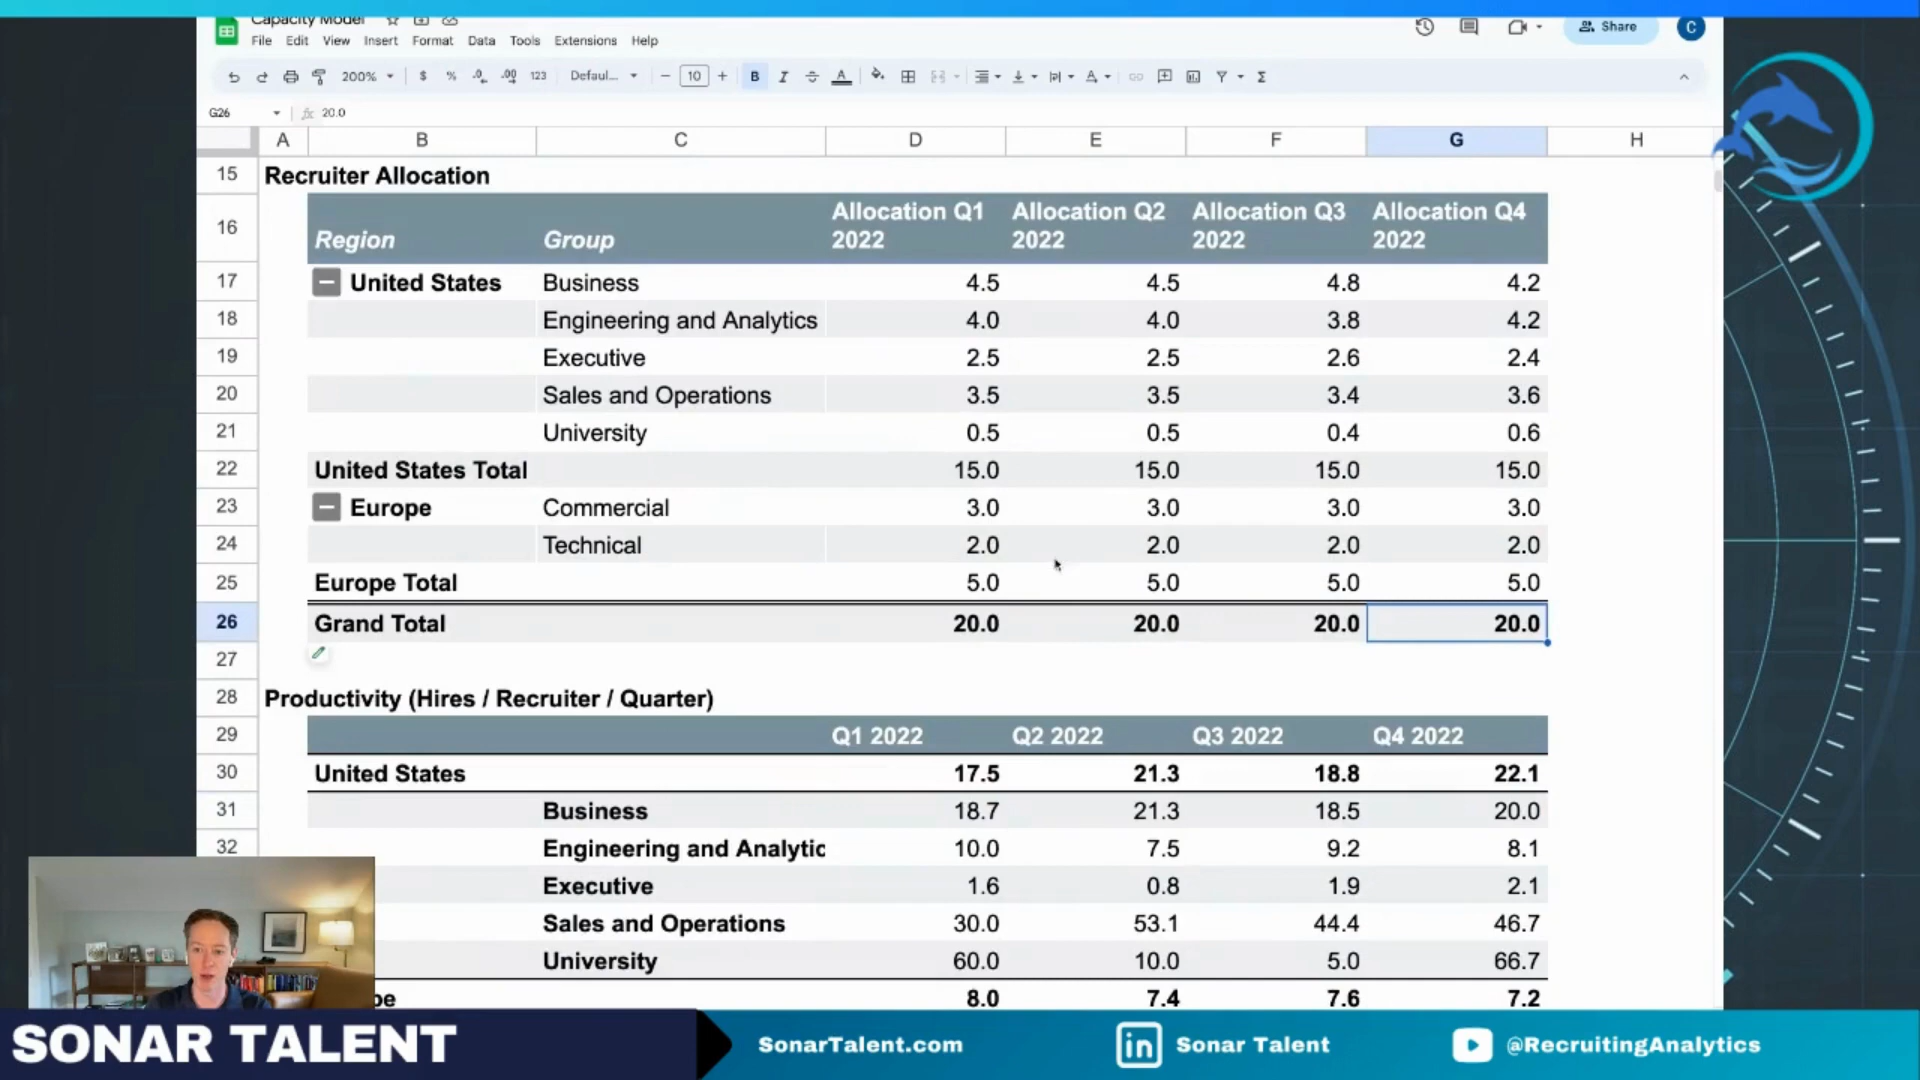 Capacity Model
File Edit View Insert Format Data Tools Extensions Help
Share
C
200% $ % .0 .00 123 Defaul... 10 B I A Σ
G26 fx 20.0
A B C D E F G H
15 Recruiter Allocation
16 Region Group Allocation Q1 2022 Allocation Q2 2022 Allocation Q3 2022 Allocation Q4 2022
17 United States Business 4.5 4.5 4.8 4.2
18 Engineering and Analytics 4.0 4.0 3.8 4.2
19 Executive 2.5 2.5 2.6 2.4
20 Sales and Operations 3.5 3.5 3.4 3.6
21 University 0.5 0.5 0.4 0.6
22 United States Total 15.0 15.0 15.0 15.0
23 Europe Commercial 3.0 3.0 3.0 3.0
24 Technical 2.0 2.0 2.0 2.0
25 Europe Total 5.0 5.0 5.0 5.0
26 Grand Total 20.0 20.0 20.0 20.0
27
28 Productivity (Hires / Recruiter / Quarter)
29 Q1 2022 Q2 2022 Q3 2022 Q4 2022
30 United States 17.5 21.3 18.8 22.1
31 Business 18.7 21.3 18.5 20.0
32 Engineering and Analytic 10.0 7.5 9.2 8.1
Executive 1.6 0.8 1.9 2.1
Sales and Operations 30.0 53.1 44.4 46.7
University 60.0 10.0 5.0 66.7
pe 8.0 7.4 7.6 7.2
SONAR TALENT SonarTalent.com in Sonar Talent @RecruitingAnalytics